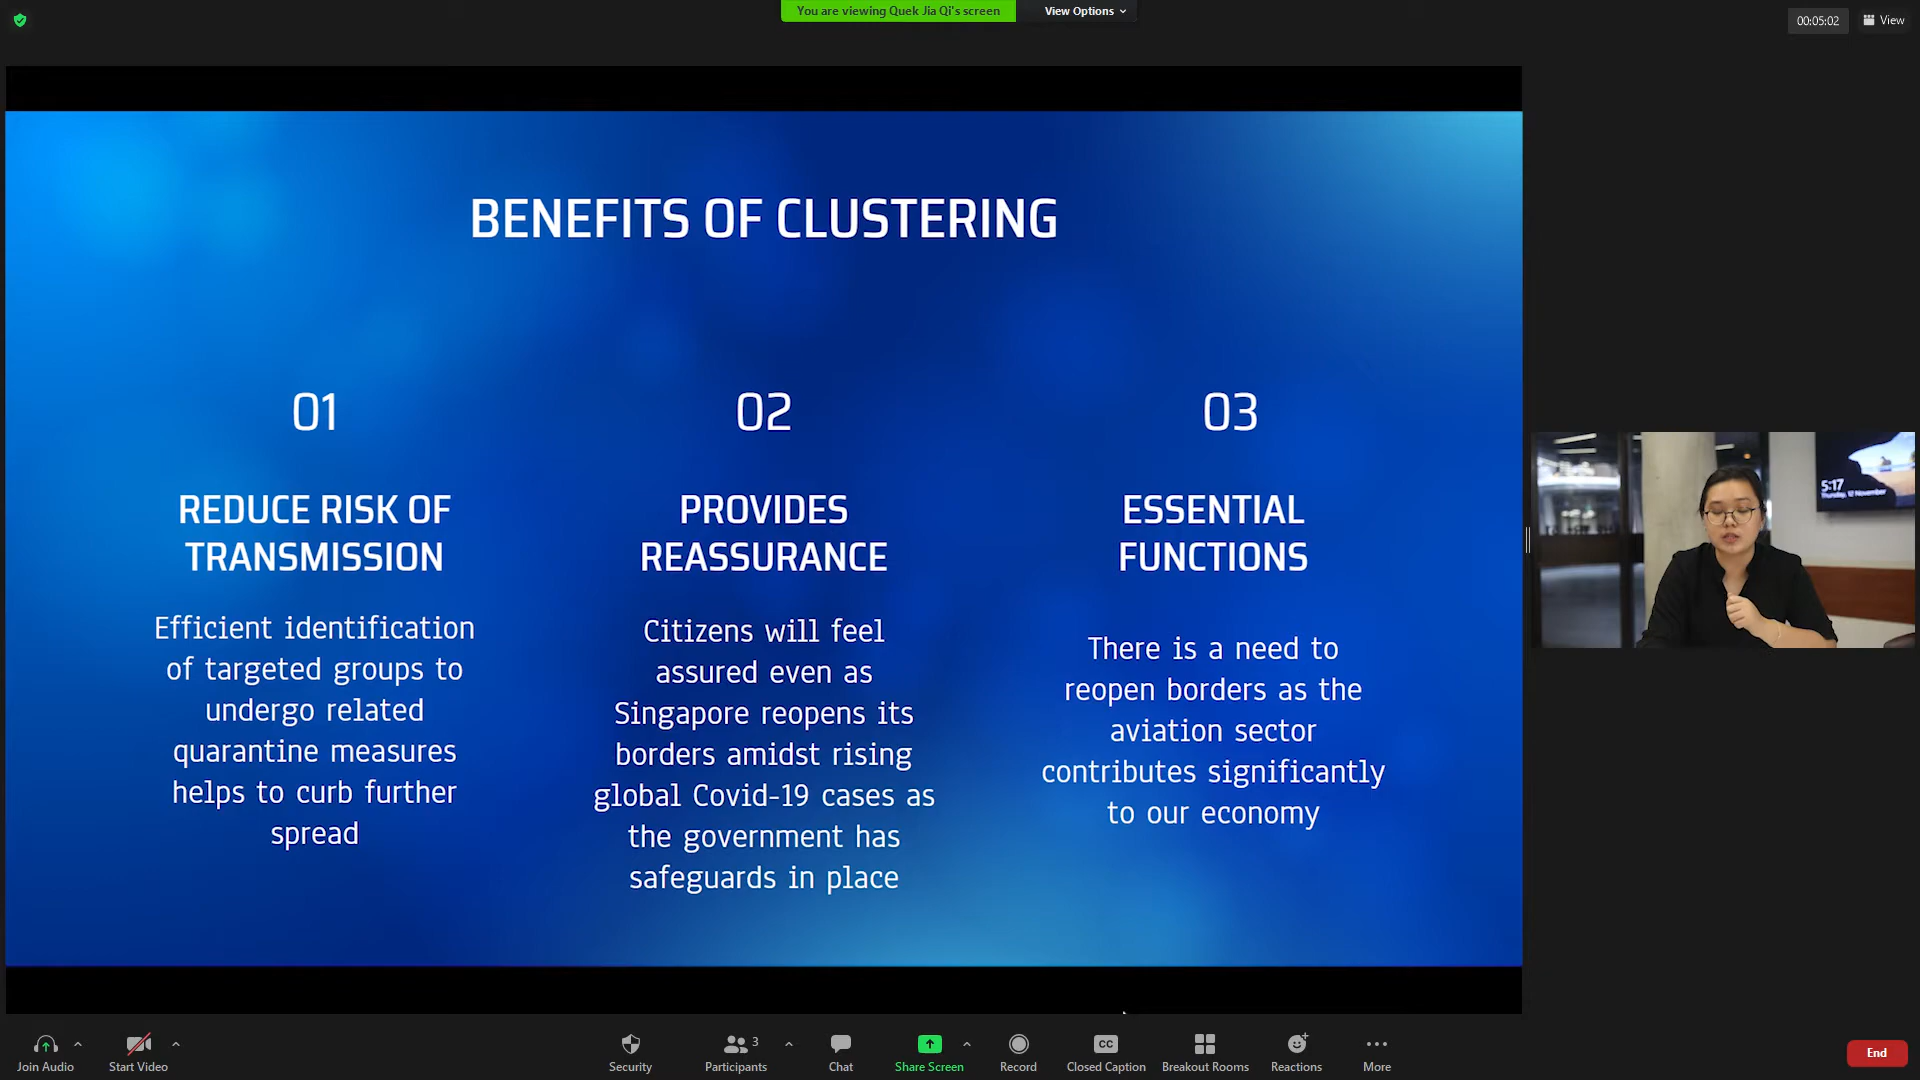 You are viewing Quek Jia Qi's screen
View Options
00:05:02
View
BENEFITS OF CLUSTERING
01
REDUCE RISK OF
TRANSMISSION
Efficient identification
of targeted groups to
undergo related
quarantine measures
helps to curb further
spread
02
PROVIDES
REASSURANCE
Citizens will feel
assured even as
Singapore reopens its
borders amidst rising
global Covid-19 cases as
the government has
safeguards in place
03
ESSENTIAL
FUNCTIONS
There is a need to
reopen borders as the
aviation sector
contributes significantly
to our economy
5:17
Thursday, 12 November
Join Audio
Start Video
Security
Participants
3
Chat
Share Screen
Record
CC
Closed Caption
Breakout Rooms
Reactions
More
End